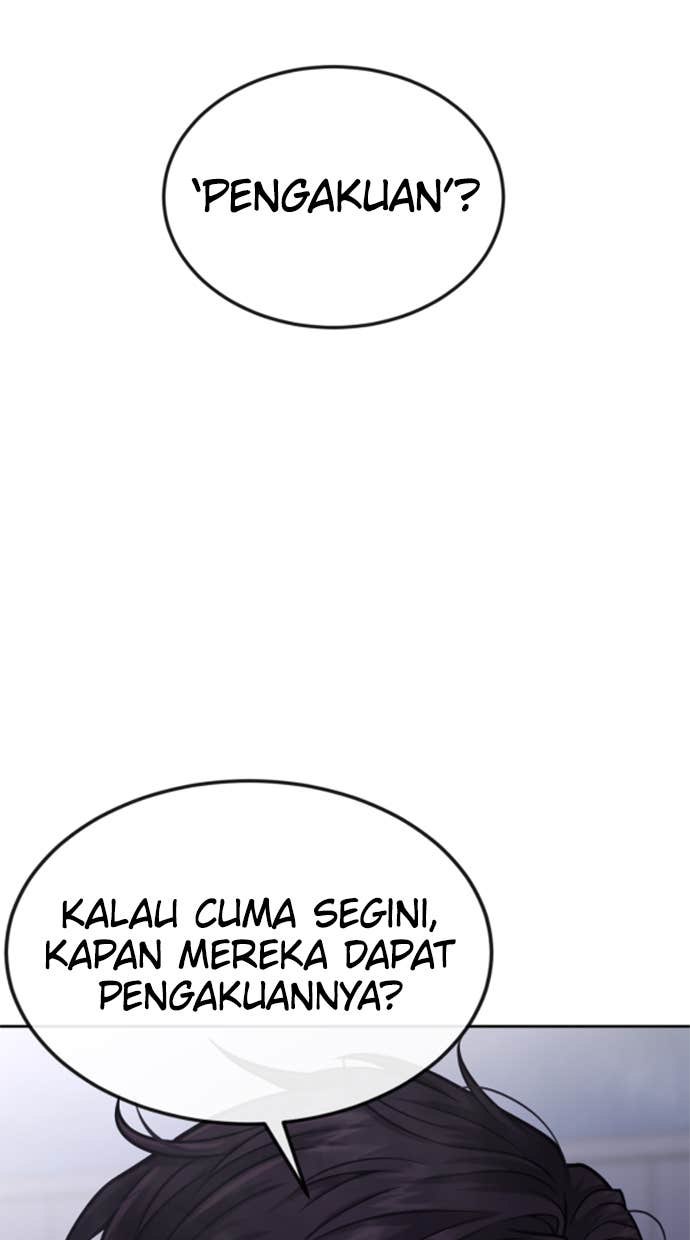 'PENGAKUAN'?
KALAU CUMA SEGINI,
KAPAN MEREKA DAPAT
PENGAKUANNYA?